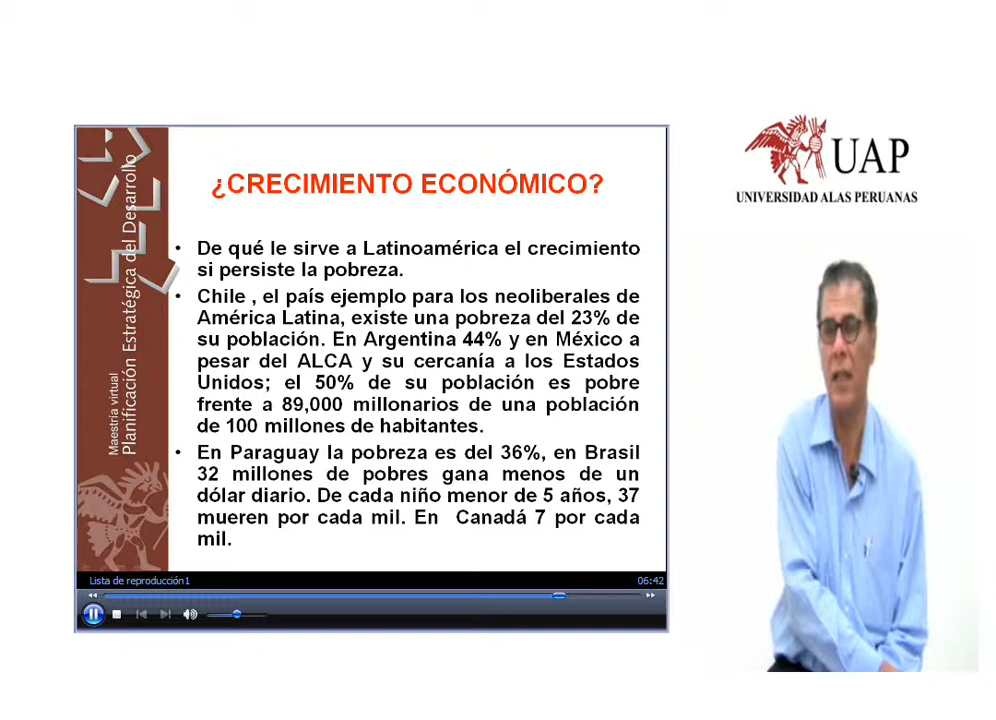 ¿CRECIMIENTO ECONÓMICO?
• De qué le sirve a Latinoamérica el crecimiento
si persiste la pobreza.
• Chile , el país ejemplo para los neoliberales de
América Latina, existe una pobreza del 23% de
su población. En Argentina 44% y en México a
pesar del ALCA y su cercanía a los Estados
Unidos; el 50% de su población es pobre
frente a 89,000 millonarios de una población
de 100 millones de habitantes.
• En Paraguay la pobreza es del 36%, en Brasil
32 millones de pobres gana menos de un
dólar diario. De cada niño menor de 5 años, 37
mueren por cada mil. En  Canadá 7 por cada
mil.
Maestría virtual
Planificación Estratégica del Desarrollo
Lista de reproducción1
06:42
UAP
UNIVERSIDAD ALAS PERUANAS